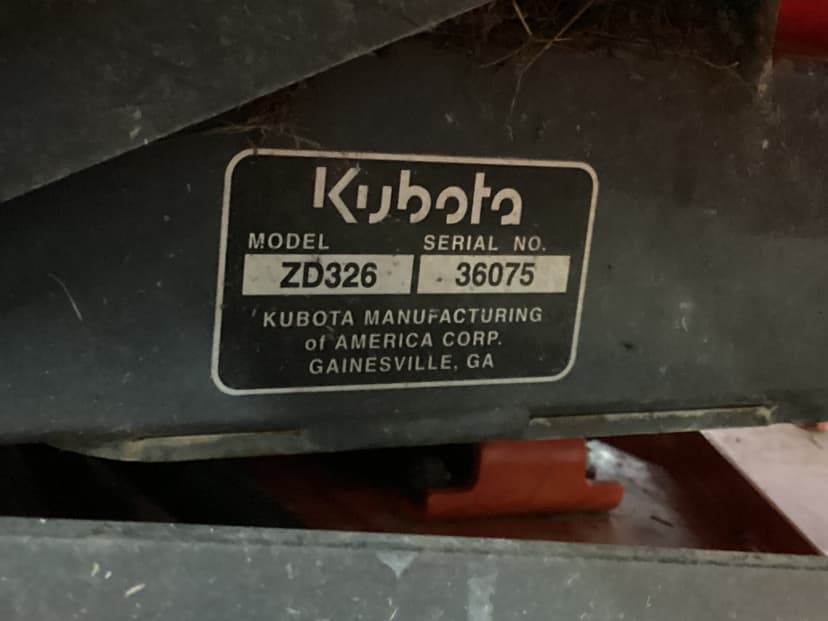 Kubota
MODEL SERIAL NO.
ZD326 36075
KUBOTA MANUFACTURING
of AMERICA CORP.
GAINESVILLE, GA